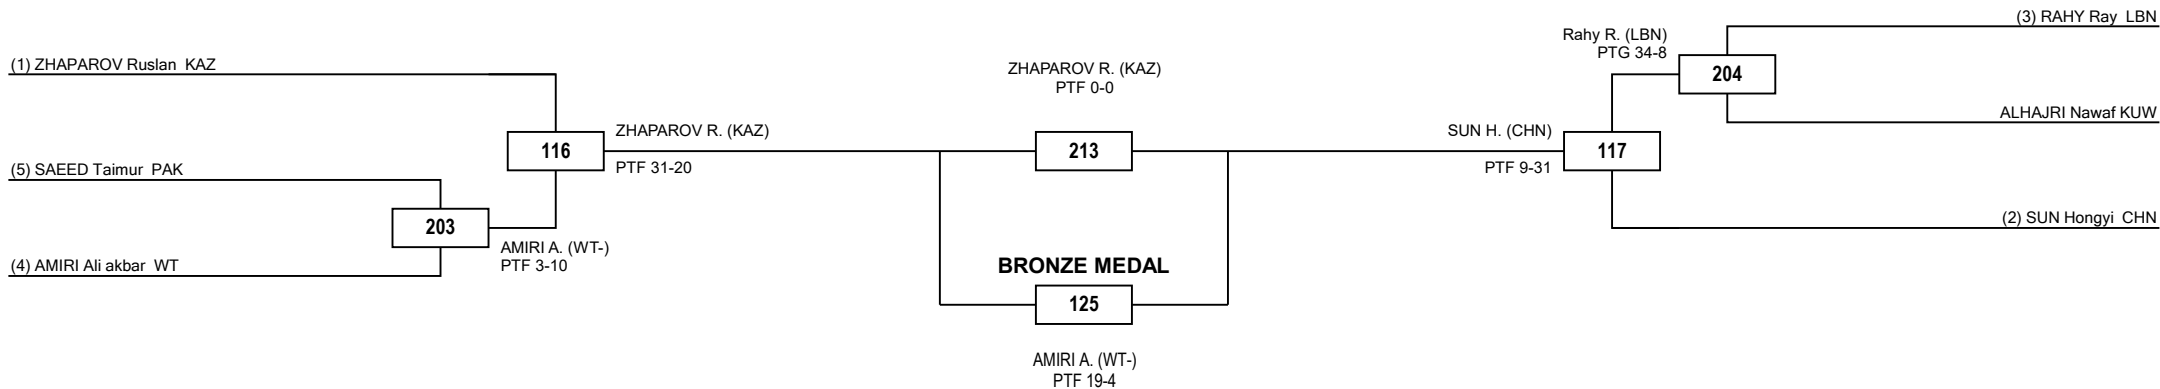 (3) RAHY Ray LBN
Rahy R. (LBN)
PTG 34-8
(1) ZHAPAROV Ruslan KAZ
ZHAPAROV R. (KAZ)
PTF 0-0
204
ALHAJRI Nawaf KUW
ZHAPAROV R. (KAZ)
SUN H. (CHN)
116
213
117
(5) SAEED Taimur PAK
PTF 31-20
PTF 9-31
203
(2) SUN Hongyi CHN
AMIRI A. (WT-)
PTF 3-10
(4) AMIRI Ali akbar WT
BRONZE MEDAL
125
AMIRI A. (WT-)
PTF 19-4